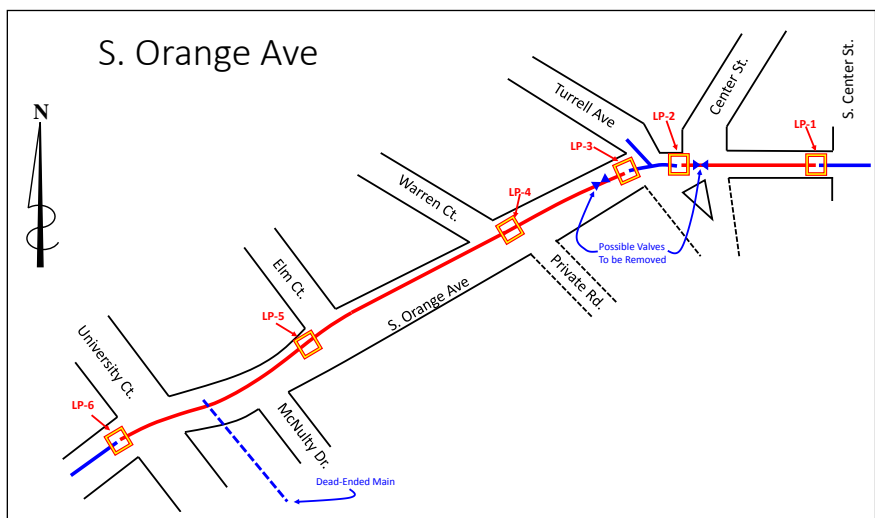 S. Orange Ave
N
Turrell Ave
Center St.
S. Center St.
LP-2
LP-1
LP-3
Warren Ct.
LP-4
Possible Valves
To be Removed
Private Rd.
Elm Ct.
S. Orange Ave
LP-5
University Ct.
LP-6
McNulty Dr.
Dead-Ended Main